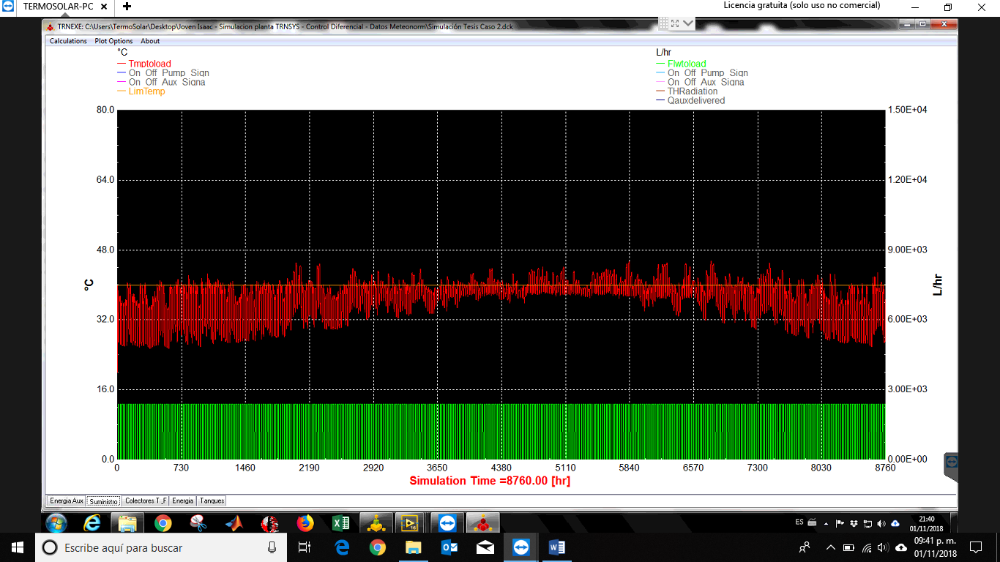 TERMOSOLAR-PC
Licencia gratuita (solo uso no comercial)
TRNEXE: C:\Users\TermoSolar\Desktop\Joven Isaac - Simulacion planta TRNSYS - Control Diferencial - Datos Meteonorm\Simulación Tesis Caso 2.dck
Calculations Plot Options About
°C
Tmptoload
On Off Pump Sign
On Off Aux Signa
LimTemp
L/hr
Flwtoload
On Off Pump Sign
On Off Aux Signa
THRadiation
Qauxdelivered
80.0
64.0
48.0
32.0
16.0
0.0
°C
1.50E+04
1.20E+04
9.00E+03
6.00E+03
3.00E+03
0.00E+00
L/hr
0 730 1460 2190 2920 3650 4380 5110 5840 6570 7300 8030 8760
Simulation Time =8760.00 [hr]
Energia Aux Suministro Colectores T_F Energia Tanques
ES
21:40
01/11/2018
Escribe aquí para buscar
09:41 p. m.
01/11/2018